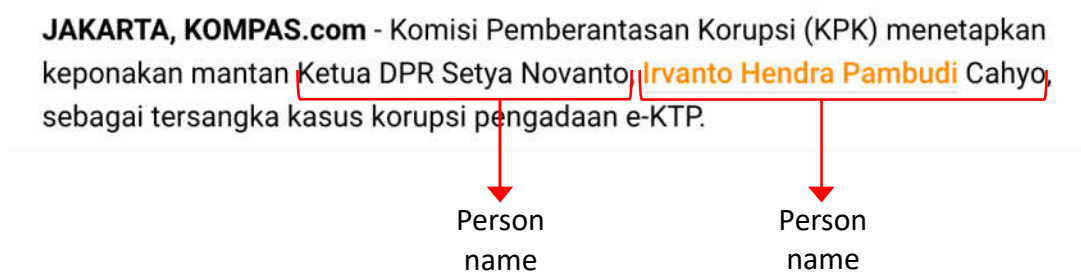 JAKARTA, KOMPAS.com - Komisi Pemberantasan Korupsi (KPK) menetapkan
keponakan mantan Ketua DPR Setya Novanto, Irvanto Hendra Pambudi Cahyo,
sebagai tersangka kasus korupsi pengadaan e-KTP.
Person
name
Person
name